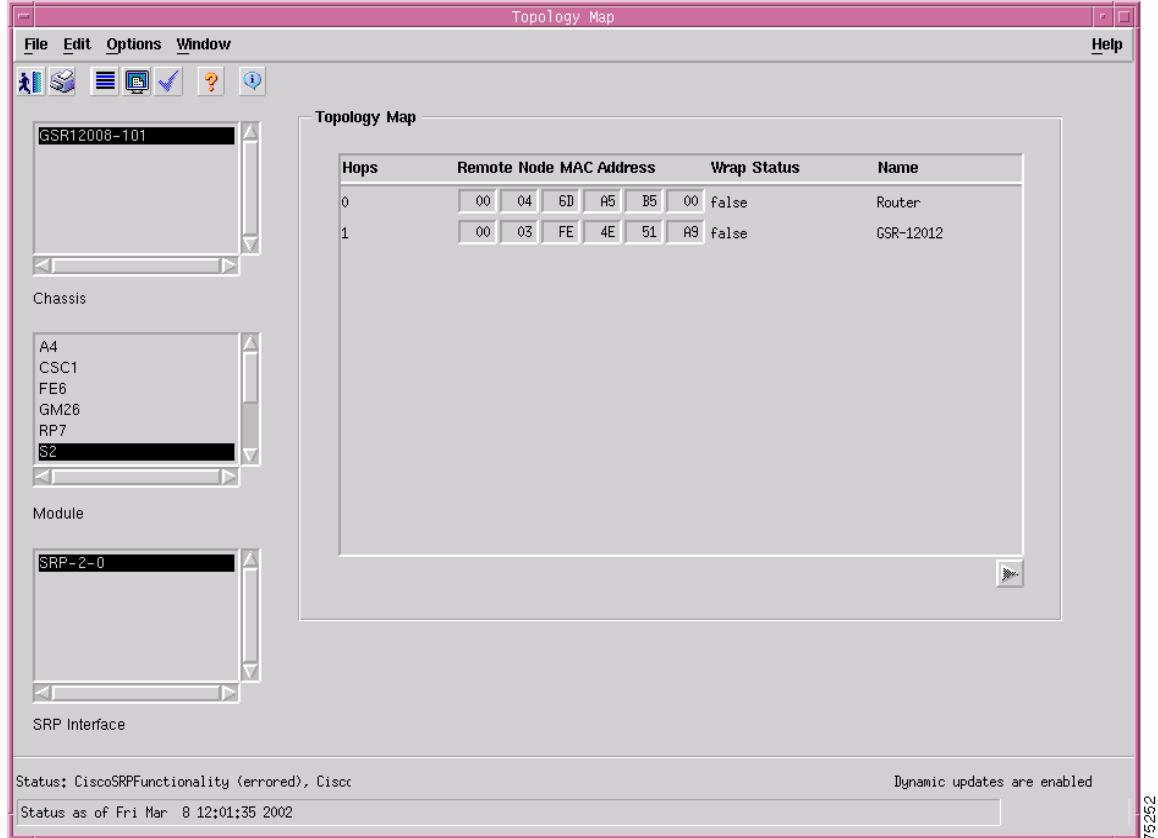 Topology Map
File Edit Options Window Help
GSR12008-101
Chassis
A4
CSC1
FE6
GM26
RP7
S2
Module
SRP-2-0
SRP Interface
Topology Map
Hops Remote Node MAC Address Wrap Status Name
0 00 04 6D A5 B5 00 false Router
1 00 03 FE 4E 51 A9 false GSR-12012
Status: CiscoSRPFunctionality (errored), Cisc
Dynamic updates are enabled
Status as of Fri Mar 8 12:01:35 2002
75252